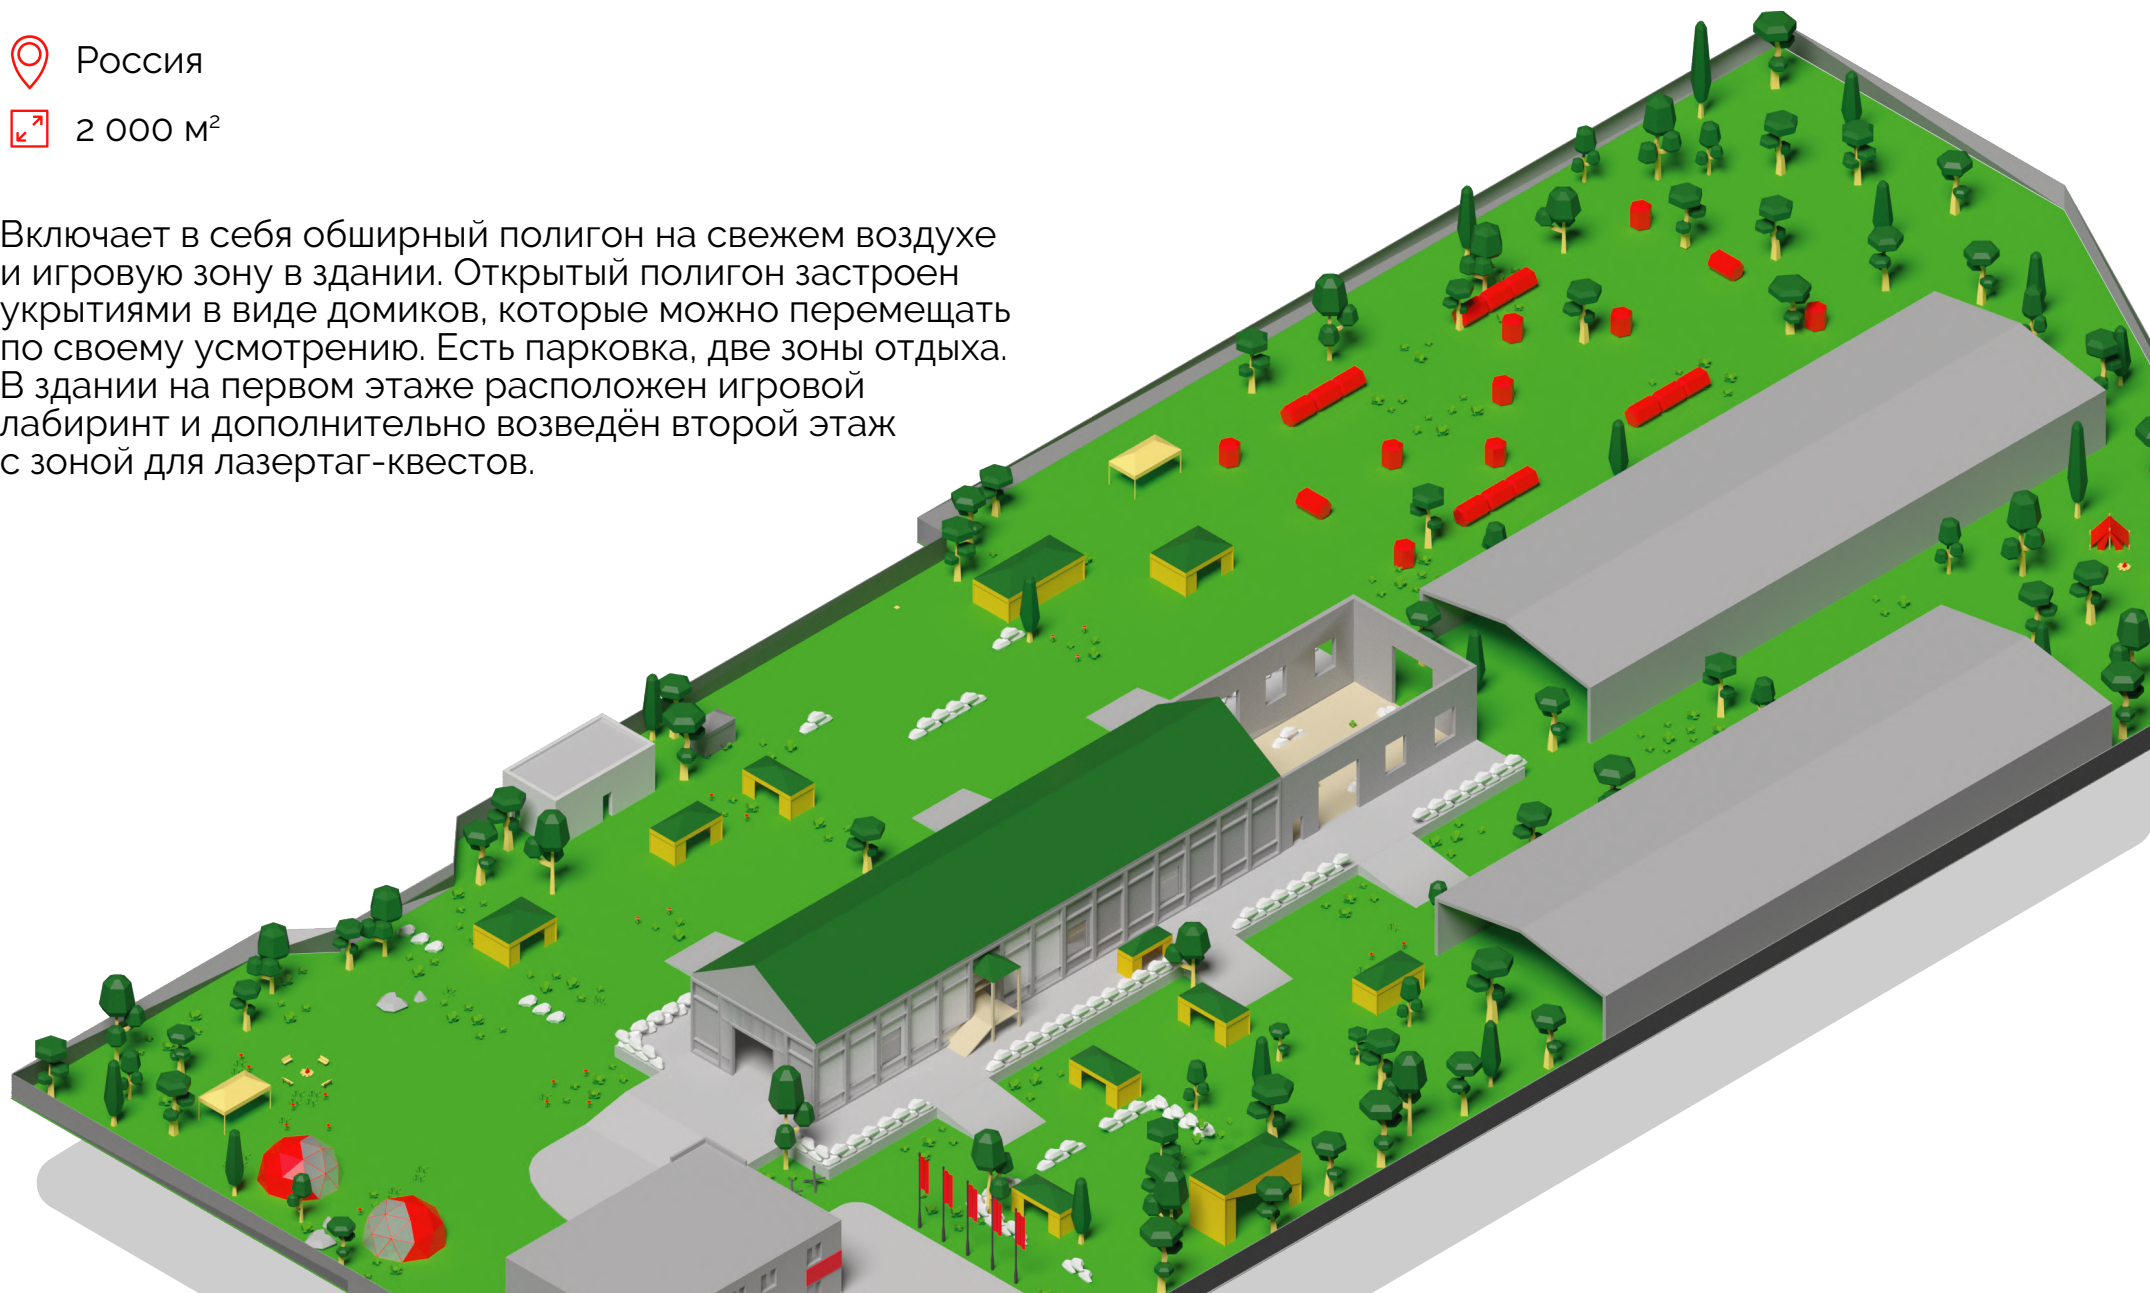 Россия
2 000 м²
Включает в себя обширный полигон на свежем воздухе
и игровую зону в здании. Открытый полигон застроен
укрытиями в виде домиков, которые можно перемещать
по своему усмотрению. Есть парковка, две зоны отдыха.
В здании на первом этаже расположен игровой
лабиринт и дополнительно возведён второй этаж
с зоной для лазертаг-квестов.